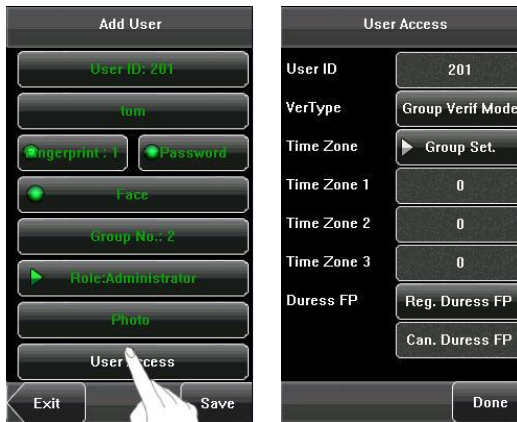 Add User
User ID: 201
tom
Fingerprint : 1
Password
Face
Group No.: 2
Role:Administrator
Photo
User Access
Exit
Save
User Access
User ID
201
VerType
Group Verif Mode
Time Zone
Group Set.
Time Zone 1
0
Time Zone 2
0
Time Zone 3
0
Duress FP
Reg. Duress FP
Can. Duress FP
Done